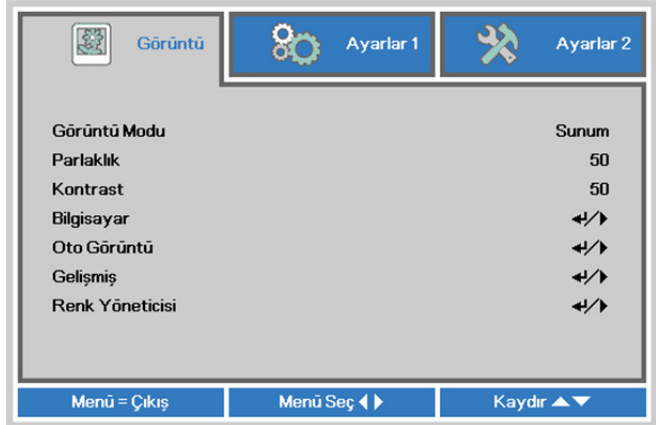 Görüntü Ayarlar 1 Ayarlar 2
Görüntü Modu Sunum
Parlaklık 50
Kontrast 50
Bilgisayar ↵/▶
Oto Görüntü ↵/▶
Gelişmiş ↵/▶
Renk Yöneticisi ↵/▶
Menü = Çıkış Menü Seç ◀ ▶ Kaydır ▲▼